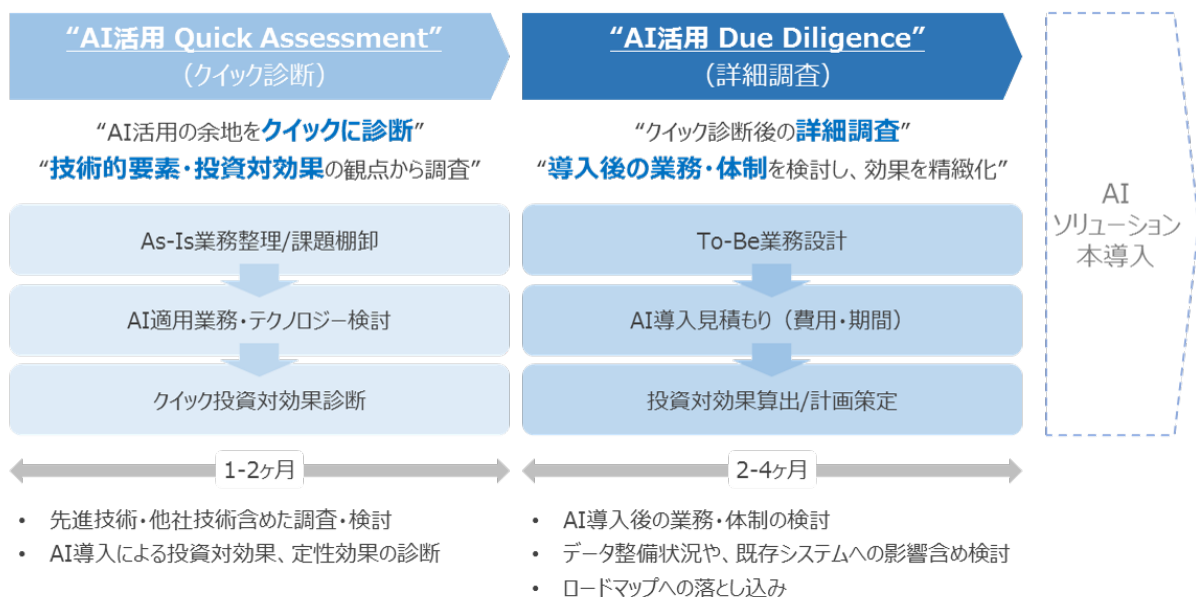 “AI活用 Quick Assessment”
（クイック診断）
“AI活用の余地をクイックに診断”
“技術的要素・投資対効果の観点から調査”
As-Is業務整理/課題棚卸
AI適用業務・テクノロジー検討
クイック投資対効果診断
1-2ヶ月
• 先進技術・他社技術含めた調査・検討
• AI導入による投資対効果、定性効果の診断
“AI活用 Due Diligence”
（詳細調査）
“クイック診断後の詳細調査”
“導入後の業務・体制を検討し、効果を精緻化”
To-Be業務設計
AI導入見積もり（費用・期間）
投資対効果算出/計画策定
2-4ヶ月
• AI導入後の業務・体制の検討
• データ整備状況や、既存システムへの影響含め検討
• ロードマップへの落とし込み
AI
ソリューション
本導入